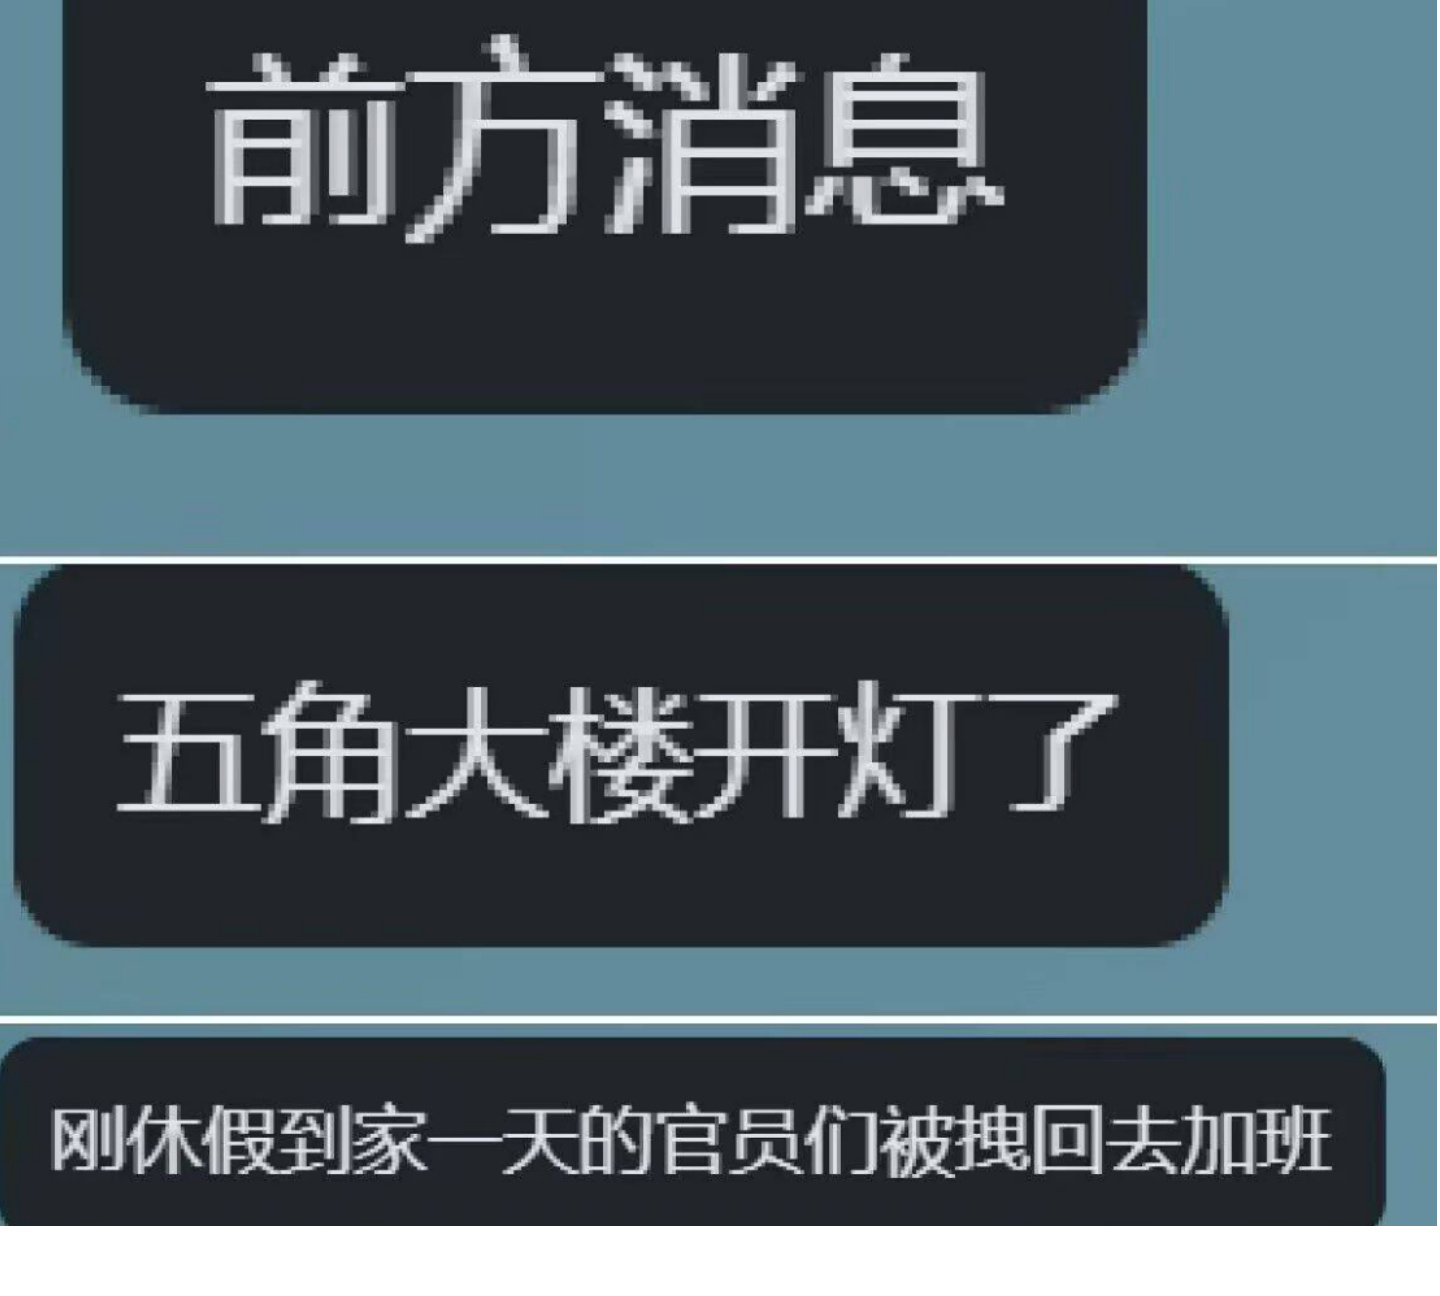 前方消息
五角大楼开灯了
刚休假到家一天的官员们被拽回去加班